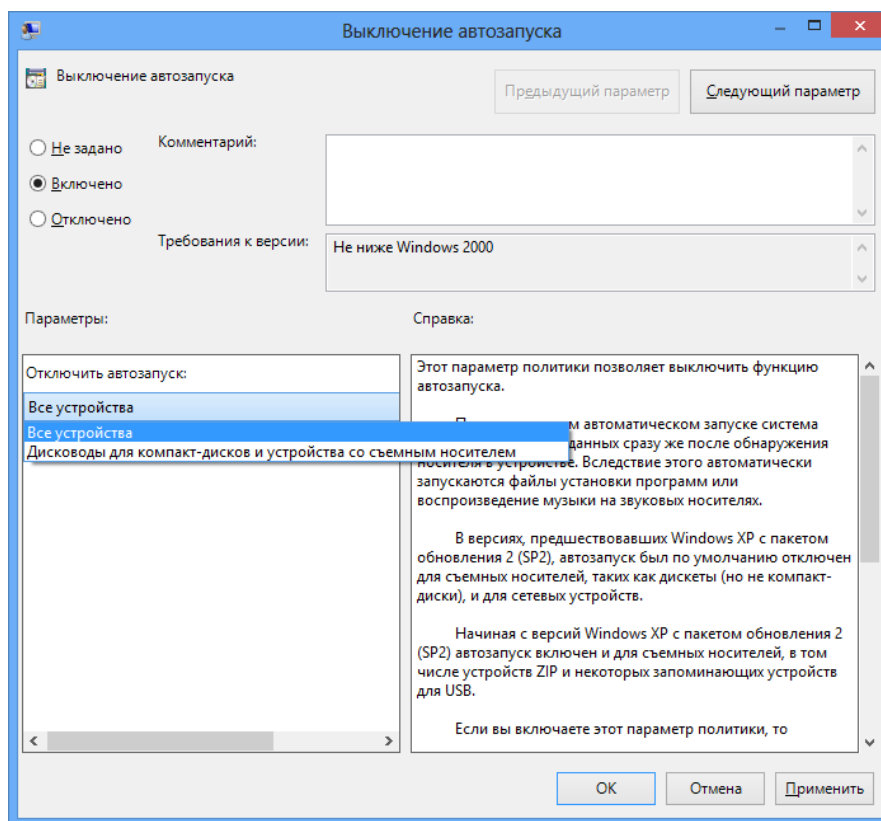 Выключение автозапуска
Выключение автозапуска
Предыдущий параметр
Следующий параметр
Не задано
Включено
Отключено
Комментарий:
Требования к версии:
Не ниже Windows 2000
Параметры:
Справка:
Отключить автозапуск:
Все устройства
Все устройства
Дисководы для компакт-дисков и устройства со съемным носителем
Этот параметр политики позволяет выключить функцию
автозапуска.
автоматическом запуске система
данных сразу же после обнаружения
носителя в устройстве. Вследствие этого автоматически
запускаются файлы установки программ или
воспроизведение музыки на звуковых носителях.
В версиях, предшествовавших Windows XP с пакетом
обновления 2 (SP2), автозапуск был по умолчанию отключен
для съемных носителей, таких как дискеты (но не компакт-
диски), и для сетевых устройств.
Начиная с версий Windows XP с пакетом обновления 2
(SP2) автозапуск включен и для съемных носителей, в том
числе устройств ZIP и некоторых запоминающих устройств
для USB.
Если вы включаете этот параметр политики, то
OK
Отмена
Применить